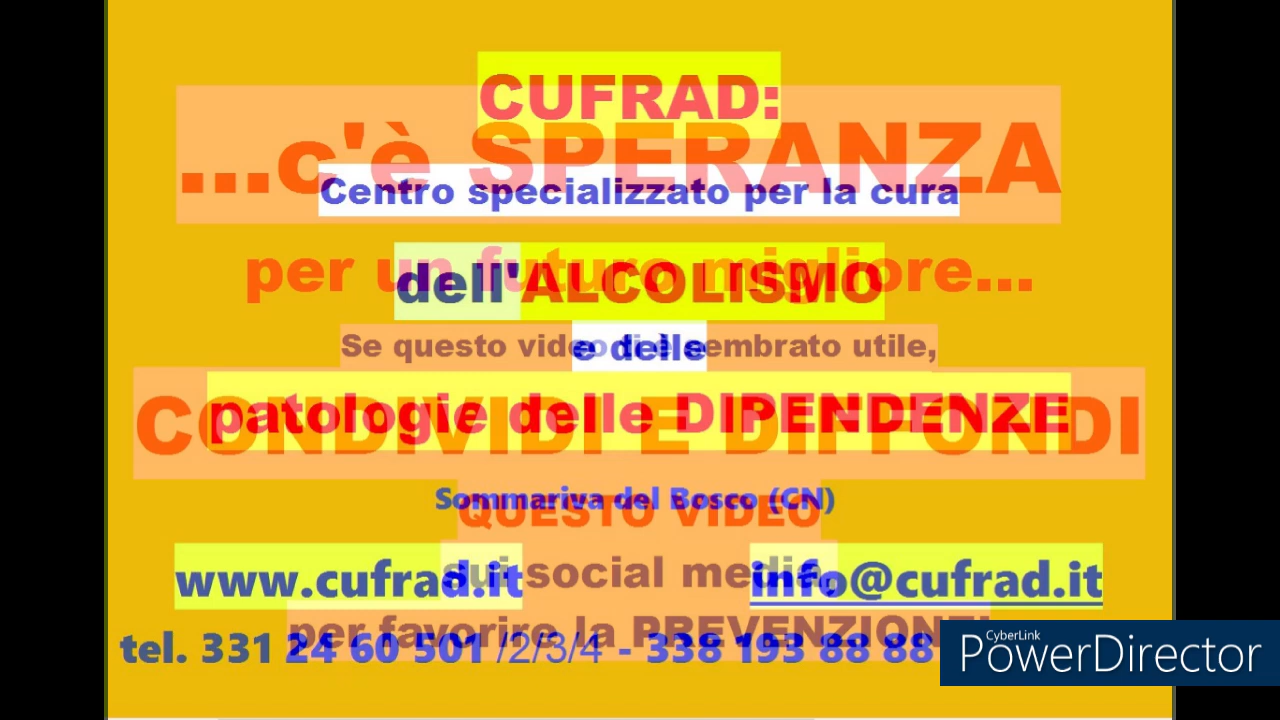 CUFRAD:
...c'è SPERANZA
Centro specializzato per la cura
per un futuro migliore...
dell'ALCOLISMO
Se questo video ti è sembrato utile,
e delle
patologie delle DIPENDENZE
CONDIVIDI E DIFFONDI
Sommariva del Bosco (CN)
QUESTO VIDEO
sui social media,
www.cufrad.it info@cufrad.it
per favorire la PREVENZIONE!
tel. 331 24 60 501 /2/3/4 - 338 193 88 88
CyberLink
PowerDirector